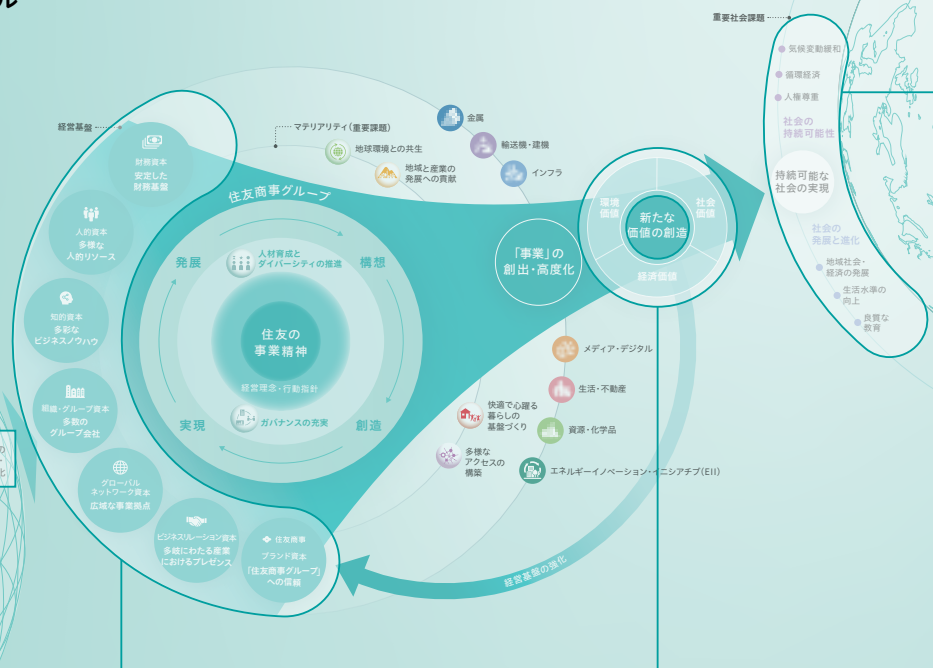 ル
重要社会課題
気候変動緩和
循環経済
人権尊重
社会の
持続可能性
持続可能な
社会の実現
社会の
発展と進化
地域社会・
経済の発展
生活水準の
向上
良質な
教育
経営基盤
マテリアリティ(重要課題)
地球環境との共生
地域と産業の
発展への貢献
金属
輸送機・建機
インフラ
財務資本
安定した
財務基盤
人的資本
多様な
人的リソース
知的資本
多彩な
ビジネスノウハウ
組織・グループ資本
多数の
グループ会社
グローバル
ネットワーク資本
広域な事業拠点
ビジネスリレーション資本
多岐にわたる産業
におけるプレゼンス
住友商事
ブランド資本
「住友商事グループ」
への信頼
住友商事グループ
発展
人材育成と
ダイバーシティの推進
構想
住友の
事業精神
経営理念・行動指針
実現
ガバナンスの充実
創造
「事業」の
創出・高度化
環境
価値
社会
価値
新たな
価値の創造
経済価値
メディア・デジタル
生活・不動産
資源・化学品
エネルギーイノベーション・イニシアチブ(EII)
快適で心躍る
暮らしの
基盤づくり
多様な
アクセスの
構築
経営基盤の強化
の
化